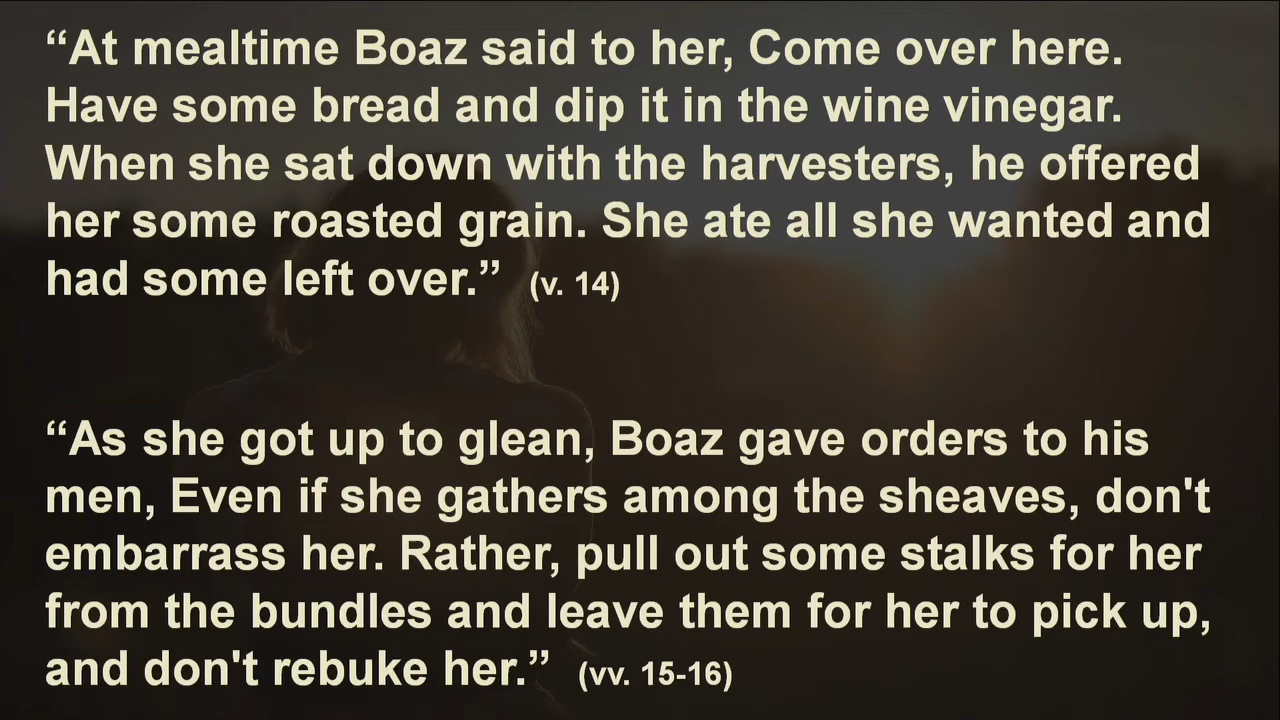 “At mealtime Boaz said to her, Come over here.
Have some bread and dip it in the wine vinegar.
When she sat down with the harvesters, he offered
her some roasted grain. She ate all she wanted and
had some left over.” (v. 14)
“As she got up to glean, Boaz gave orders to his
men, Even if she gathers among the sheaves, don't
embarrass her. Rather, pull out some stalks for her
from the bundles and leave them for her to pick up,
and don't rebuke her.” (vv. 15-16)